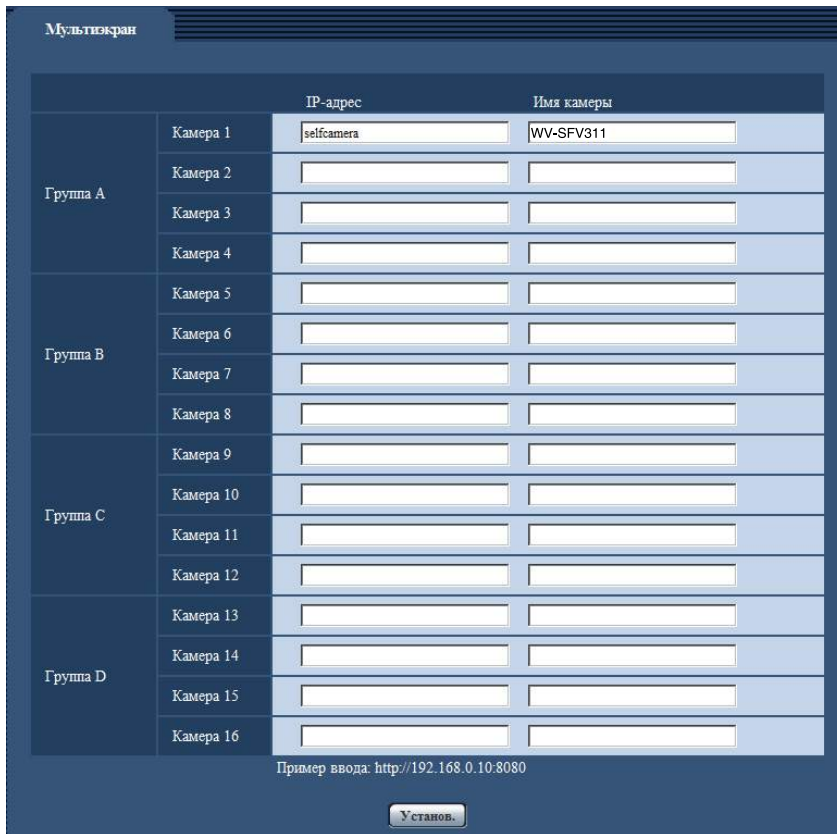 Мультиэкран
IP-адрес Имя камеры
Группа A
Камера 1 selfcamera WV-SFV311
Камера 2
Камера 3
Камера 4
Группа B
Камера 5
Камера 6
Камера 7
Камера 8
Группа C
Камера 9
Камера 10
Камера 11
Камера 12
Группа D
Камера 13
Камера 14
Камера 15
Камера 16
Пример ввода: http://192.168.0.10:8080
Установ.